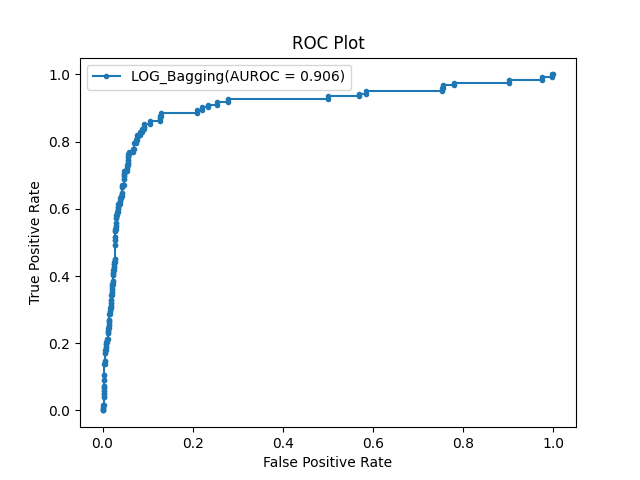 ROC Plot
LOG_Bagging(AUROC = 0.906)
True Positive Rate
1.0
0.8
0.6
0.4
0.2
0.0
0.0 0.2 0.4 0.6 0.8 1.0
False Positive Rate